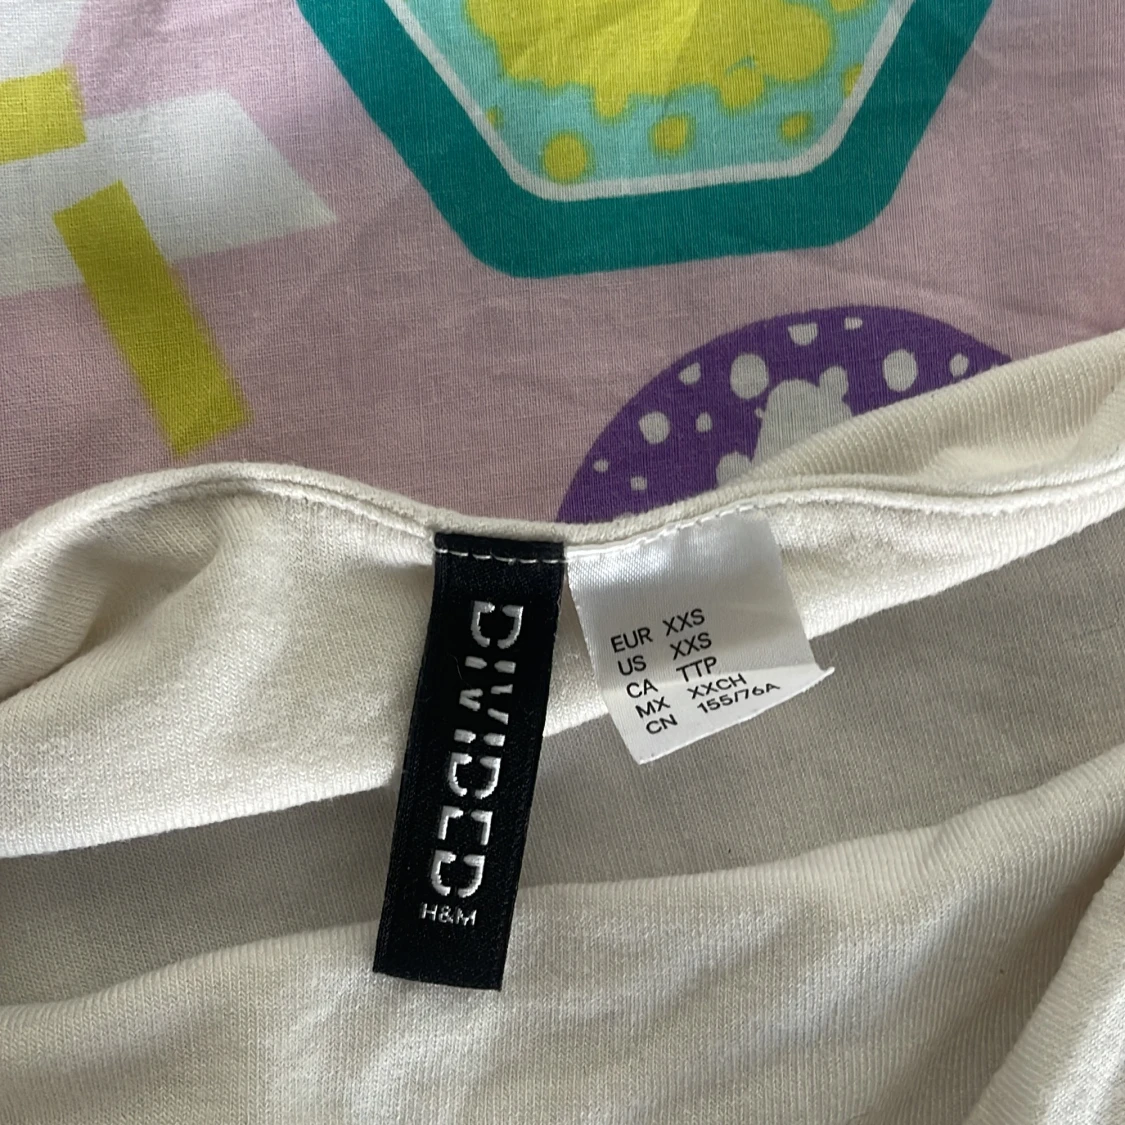 DIVIDED
H&M
EUR XXS
US XXS
CA TTP
MX XXCH
CN 155/76A